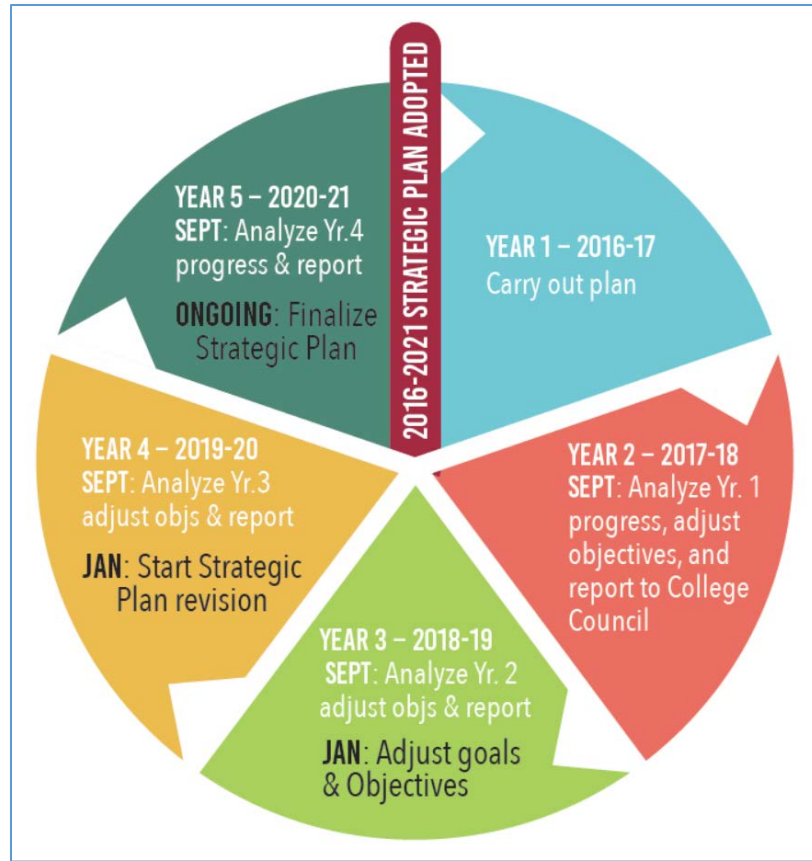 2016-2021 STRATEGIC PLAN ADOPTED
YEAR 1 – 2016-17
Carry out plan
YEAR 2 – 2017-18
SEPT: Analyze Yr. 1
progress, adjust
objectives, and
report to College
Council
YEAR 3 – 2018-19
SEPT: Analyze Yr. 2
adjust objs & report
JAN: Adjust goals
& Objectives
YEAR 4 – 2019-20
SEPT: Analyze Yr.3
adjust objs & report
JAN: Start Strategic
Plan revision
YEAR 5 – 2020-21
SEPT: Analyze Yr.4
progress & report
ONGOING: Finalize
Strategic Plan